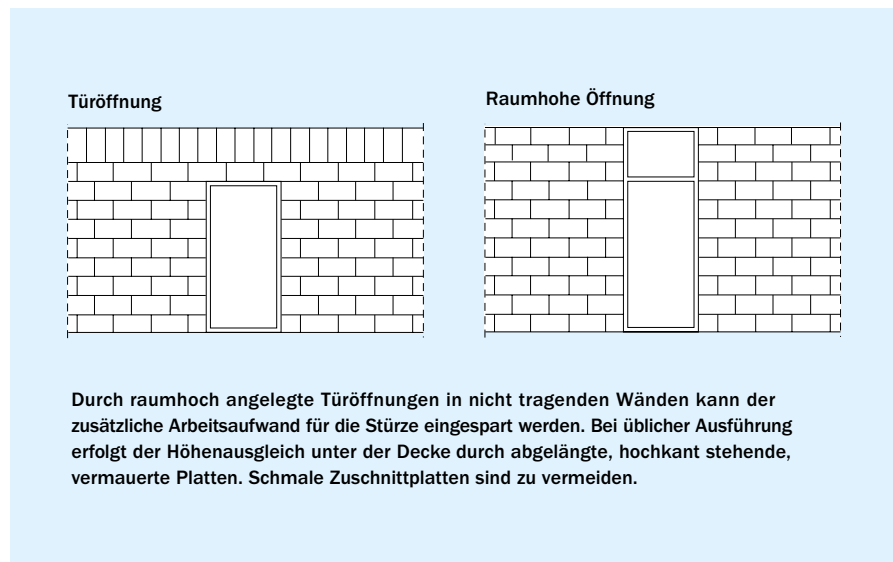 Türöffnung
Raumhohe Öffnung
Durch raumhoch angelegte Türöffnungen in nicht tragenden Wänden kann der
zusätzliche Arbeitsaufwand für die Stürze eingespart werden. Bei üblicher Ausführung
erfolgt der Höhenausgleich unter der Decke durch abgelängte, hochkant stehende,
vermauerte Platten. Schmale Zuschnittplatten sind zu vermeiden.